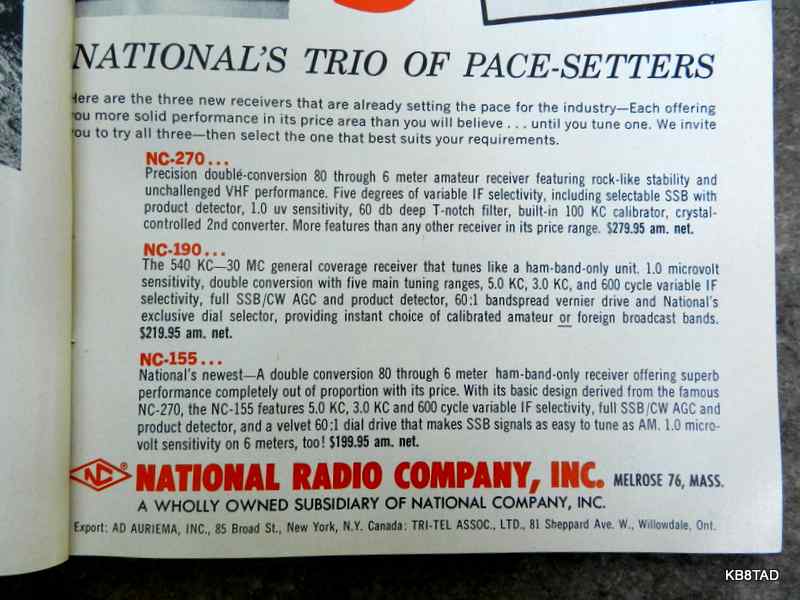 NATIONAL'S TRIO OF PACE-SETTERS
Here are the three new receivers that are already setting the pace for the industry—Each offering
you more solid performance in its price area than you will believe . . . until you tune one. We invite
you to try all three—then select the one that best suits your requirements.
NC-270...
Precision double-conversion 80 through 6 meter amateur receiver featuring rock-like stability and
unchallenged VHF performance. Five degrees of variable IF selectivity, including selectable SSB with
product detector, 1.0 uv sensitivity, 60 db deep T-notch filter, built-in 100 KC calibrator, crystal-
controlled 2nd converter. More features than any other receiver in its price range. $279.95 am. net.
NC-190...
The 540 KC—30 MC general coverage receiver that tunes like a ham-band-only unit. 1.0 microvolt
sensitivity, double conversion with five main tuning ranges, 5.0 KC, 3.0 KC, and 600 cycle variable IF
selectivity, full SSB/CW AGC and product detector, 60:1 bandspread vernier drive and National's
exclusive dial selector, providing instant choice of calibrated amateur or foreign broadcast bands.
$219.95 am. net.
NC-155...
National's newest—A double conversion 80 through 6 meter ham-band-only receiver offering superb
performance completely out of proportion with its price. With its basic design derived from the famous
NC-270, the NC-155 features 5.0 KC, 3.0 KC and 600 cycle variable IF selectivity, full SSB/CW AGC and
product detector, and a velvet 60:1 dial drive that makes SSB signals as easy to tune as AM. 1.0 micro-
volt sensitivity on 6 meters, too! $199.95 am. net.
NC® NATIONAL RADIO COMPANY, INC. MELROSE 76, MASS.
A WHOLLY OWNED SUBSIDIARY OF NATIONAL COMPANY, INC.
Export: AD AURIEMA, INC., 85 Broad St., New York, N.Y. Canada: TRI-TEL ASSOC., LTD., 81 Sheppard Ave. W., Willowdale, Ont.
KB8TAD